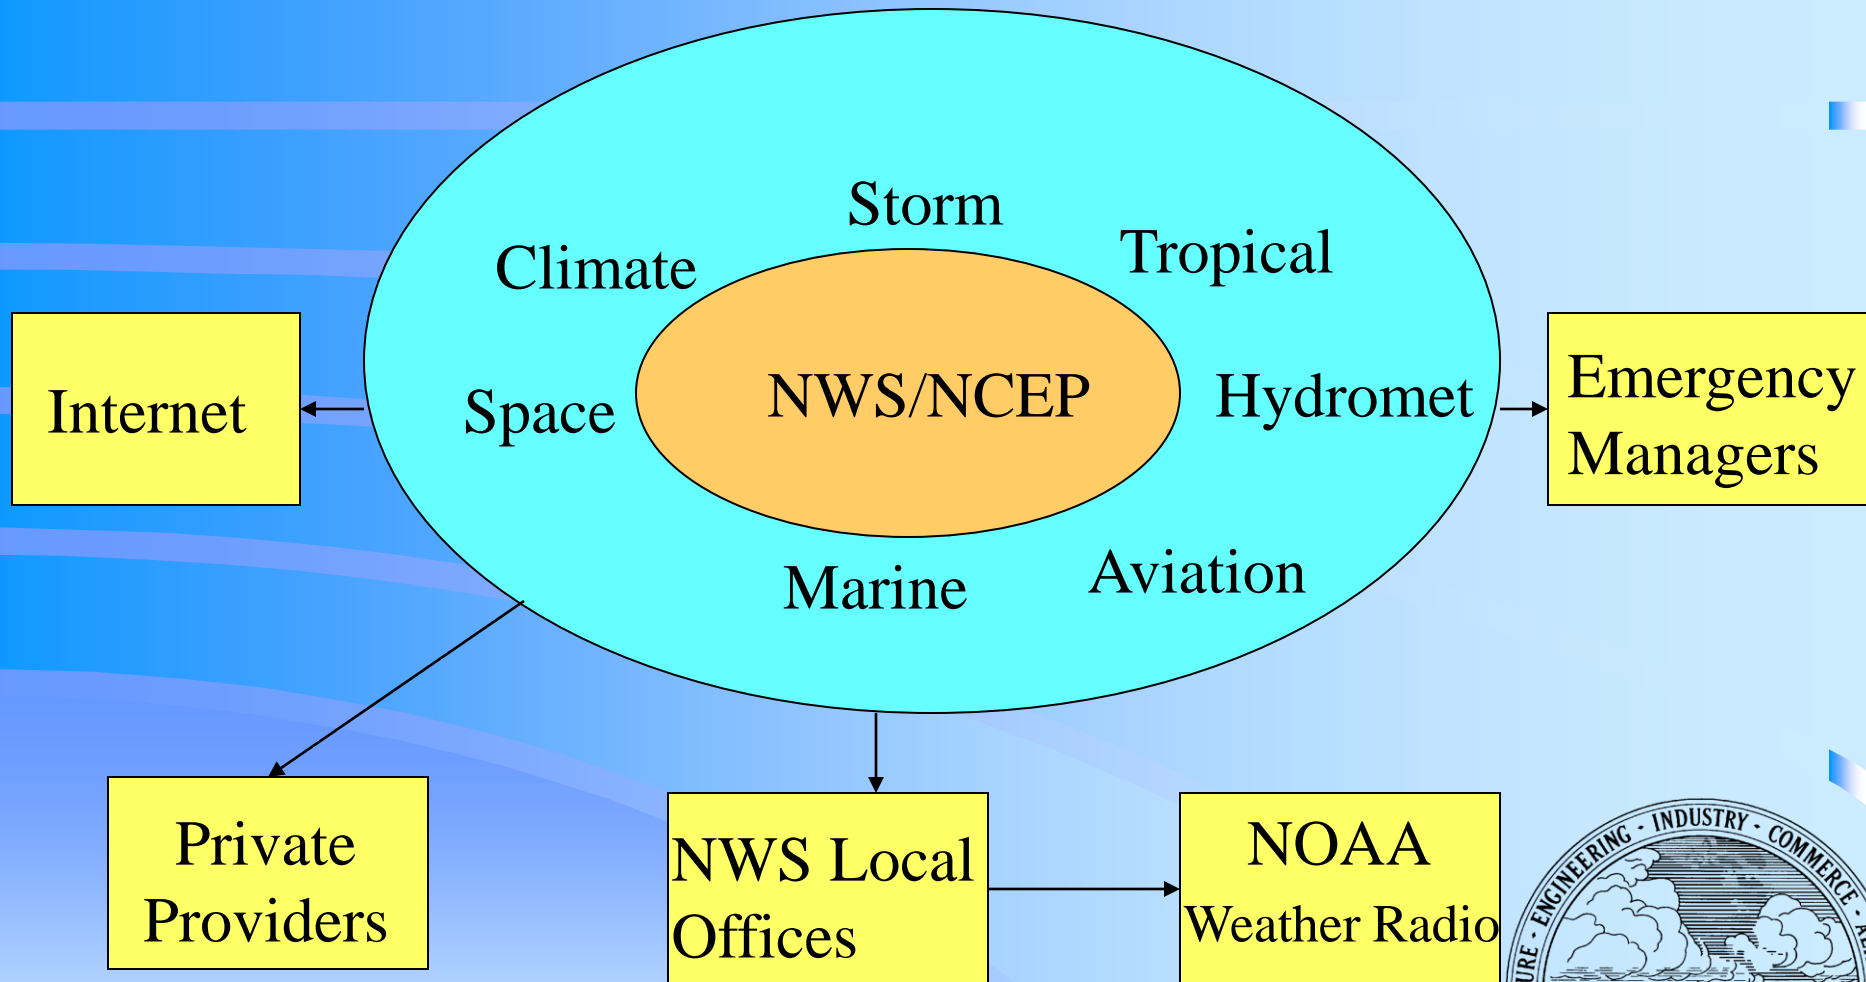 Storm
Climate
Tropical
Internet
Space
NWS/NCEP
Hydromet
Emergency
Managers
Marine
Aviation
Private
Providers
NWS Local
Offices
NOAA
Weather Radio
ENGINEERING · INDUSTRY · COMMERCE ·